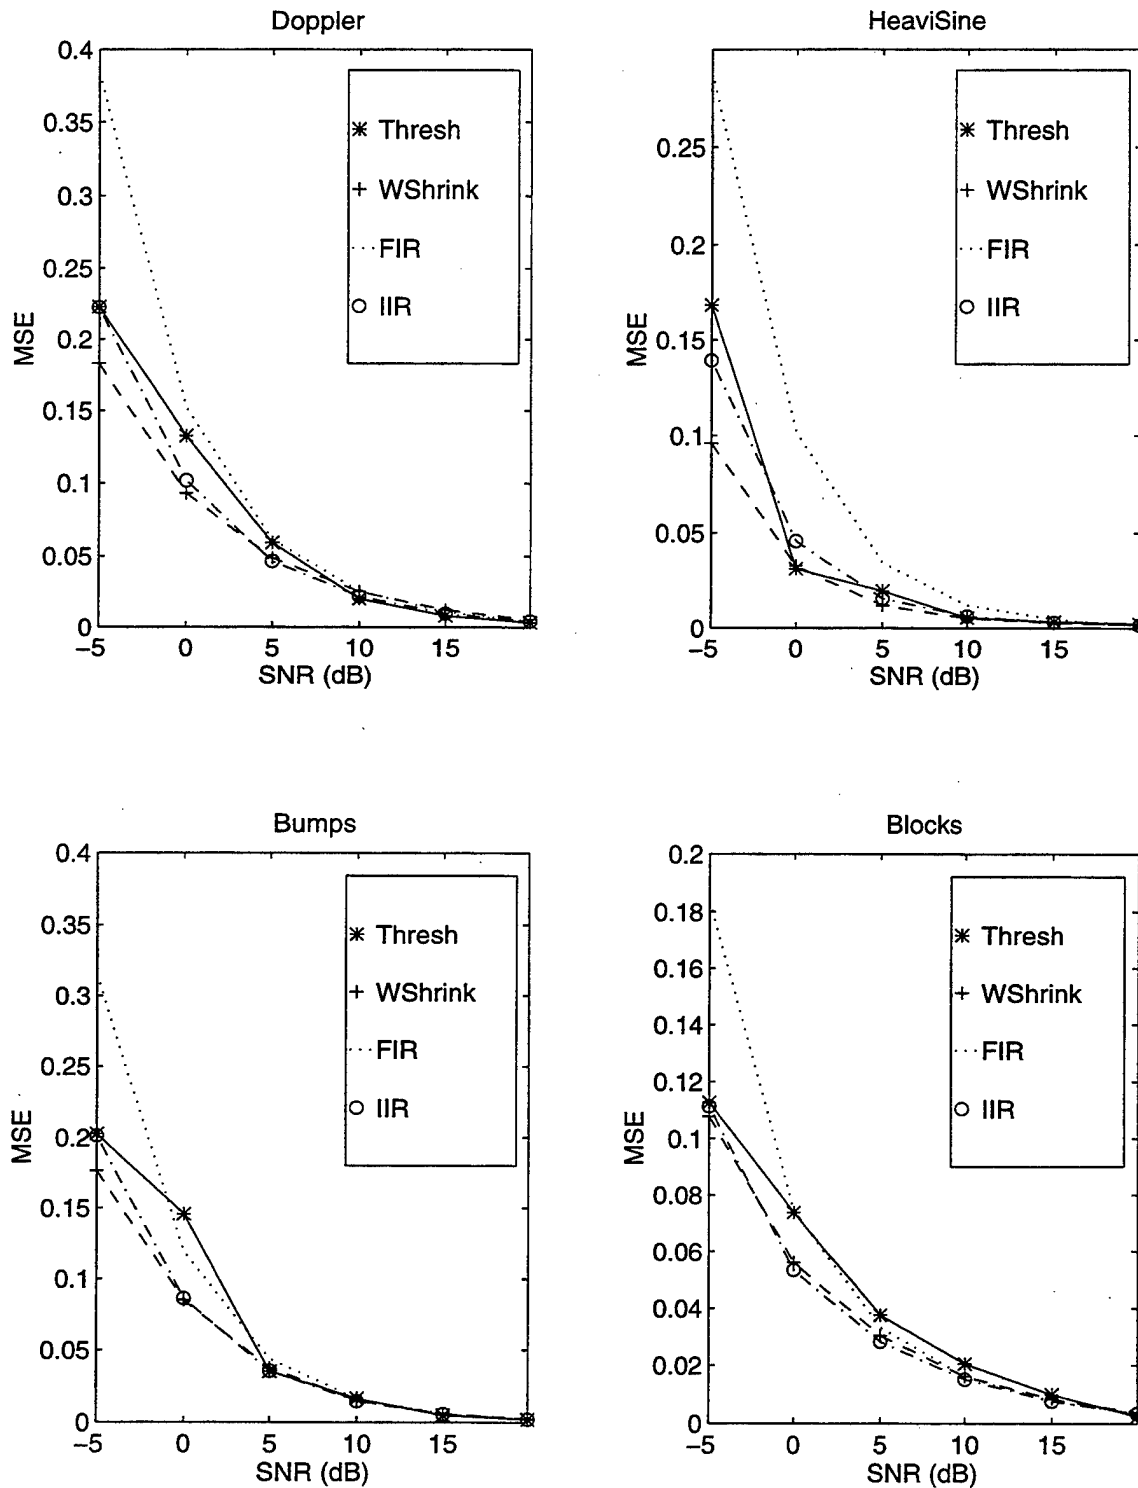 Doppler
0.4
0.35
0.3
0.25
0.2
0.15
0.1
0.05
0
MSE
-5 0 5 10 15
SNR (dB)
Thresh
WShrink
FIR
IIR
HeaviSine
0.25
0.2
0.15
0.1
0.05
0
MSE
-5 0 5 10 15
SNR (dB)
Thresh
WShrink
FIR
IIR
Bumps
0.4
0.35
0.3
0.25
0.2
0.15
0.1
0.05
0
MSE
-5 0 5 10 15
SNR (dB)
Thresh
WShrink
FIR
IIR
Blocks
0.2
0.18
0.16
0.14
0.12
0.1
0.08
0.06
0.04
0.02
0
MSE
-5 0 5 10 15
SNR (dB)
Thresh
WShrink
FIR
IIR